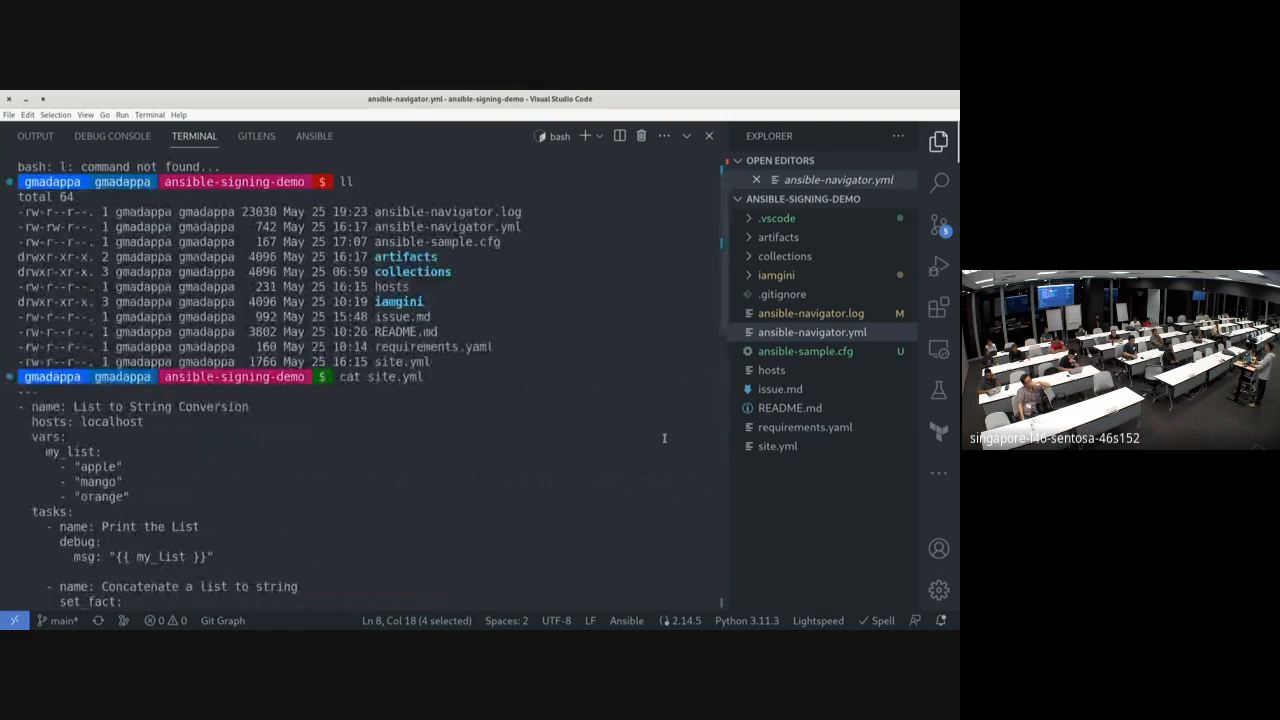 ansible-navigator.yml - ansible-signing-demo - Visual Studio Code
File Edit Selection View Go Run Terminal Help
OUTPUT DEBUG CONSOLE TERMINAL GITLENS ANSIBLE
bash
bash: l: command not found...
gmadappa gmadappa ansible-signing-demo $ ll
total 64
-rw-r--r--. 1 gmadappa gmadappa 23030 May 25 19:23 ansible-navigator.log
-rw-rw-r--. 1 gmadappa gmadappa 742 May 25 16:17 ansible-navigator.yml
-rw-r--r--. 1 gmadappa gmadappa 167 May 25 17:07 ansible-sample.cfg
drwxr-xr-x. 2 gmadappa gmadappa 4096 May 25 16:17 artifacts
drwxr-xr-x. 3 gmadappa gmadappa 4096 May 25 06:59 collections
-rw-r--r--. 1 gmadappa gmadappa 231 May 25 16:15 hosts
drwxr-xr-x. 3 gmadappa gmadappa 4096 May 25 10:19 iamgini
-rw-r--r--. 1 gmadappa gmadappa 992 May 25 15:48 issue.md
-rw-r--r--. 1 gmadappa gmadappa 3802 May 25 10:26 README.md
-rw-r--r--. 1 gmadappa gmadappa 160 May 25 10:14 requirements.yaml
-rw-r--r--. 1 gmadappa gmadappa 1766 May 25 16:15 site.yml
gmadappa gmadappa ansible-signing-demo $ cat site.yml
---
- name: List to String Conversion
hosts: localhost
vars:
my_list:
- "apple"
- "mango"
- "orange"
tasks:
- name: Print the List
debug:
msg: "{{ my_list }}"
- name: Concatenate a list to string
set_fact:
EXPLORER
OPEN EDITORS
ansible-navigator.yml
ANSIBLE-SIGNING-DEMO
.vscode
artifacts
collections
iamgini
.gitignore
ansible-navigator.log M
ansible-navigator.yml
ansible-sample.cfg U
hosts
issue.md
README.md
requirements.yaml
site.yml
5
main* 0 0 Git Graph Ln 8, Col 18 (4 selected) Spaces: 2 UTF-8 LF Ansible 2.14.5 Python 3.11.3 Lightspeed Spell
singapore-l46-sentosa-46s152